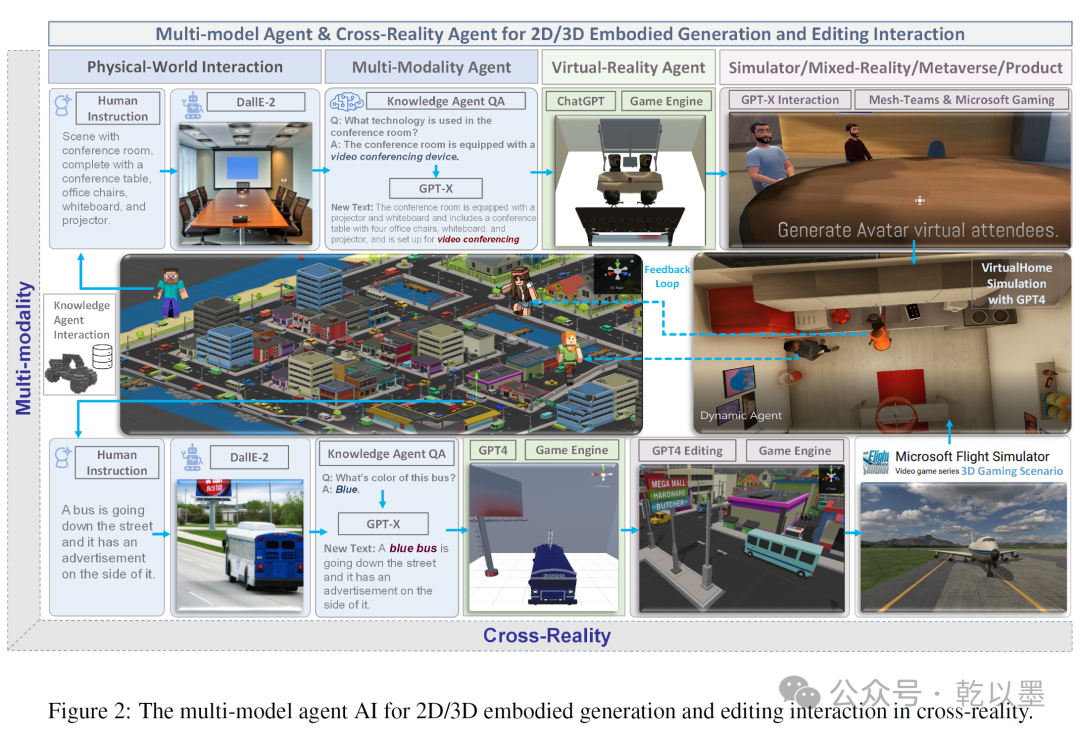 Multi-model Agent & Cross-Reality Agent for 2D/3D Embodied Generation and Editing Interaction
Physical-World Interaction
Multi-Modality Agent
Virtual-Reality Agent
Simulator/Mixed-Reality/Metaverse/Product
Human
Instruction
Scene with
conference room,
complete with a
conference table,
office chairs,
whiteboard, and
projector.
DallE-2
Knowledge Agent QA
Q: What technology is used in the
conference room?
A: The conference room is equipped with a
video conferencing device.
GPT-X
New Text: The conference room is equipped with a
projector and whiteboard and includes a conference
table with four office chairs, whiteboard, and
projector, and is set up for video conferencing
ChatGPT
Game Engine
GPT-X Interaction
Mesh-Teams & Microsoft Gaming
Generate Avatar virtual attendees.
Multi-modality
Knowledge
Agent
Interaction
Feedback
Loop
VirtualHome
Simulation
with GPT4
Dynamic Agent
Human
Instruction
A bus is going
down the street
and it has an
advertisement
on the side of it.
DallE-2
Knowledge Agent QA
Q: What's color of this bus?
A: Blue.
GPT-X
New Text: A blue bus is
going down the street
and it has an
advertisement on the
side of it.
GPT4
Game Engine
GPT4 Editing
Game Engine
MEGA MALL
HARDWARE
BUTCHER
Microsoft Flight Simulator
Video game series 3D Gaming Scenario
Cross-Reality
公众号 · 乾以墨
Figure 2: The multi-model agent AI for 2D/3D embodied generation and editing interaction in cross-reality.